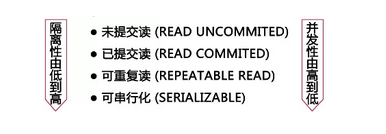 隔离性由低到高
● 未提交读 (READ UNCOMMITED)
● 已提交读 (READ COMMITED)
● 可重复读 (REPEATABLE READ)
● 可串行化 (SERIALIZABLE)
并发性由高到低